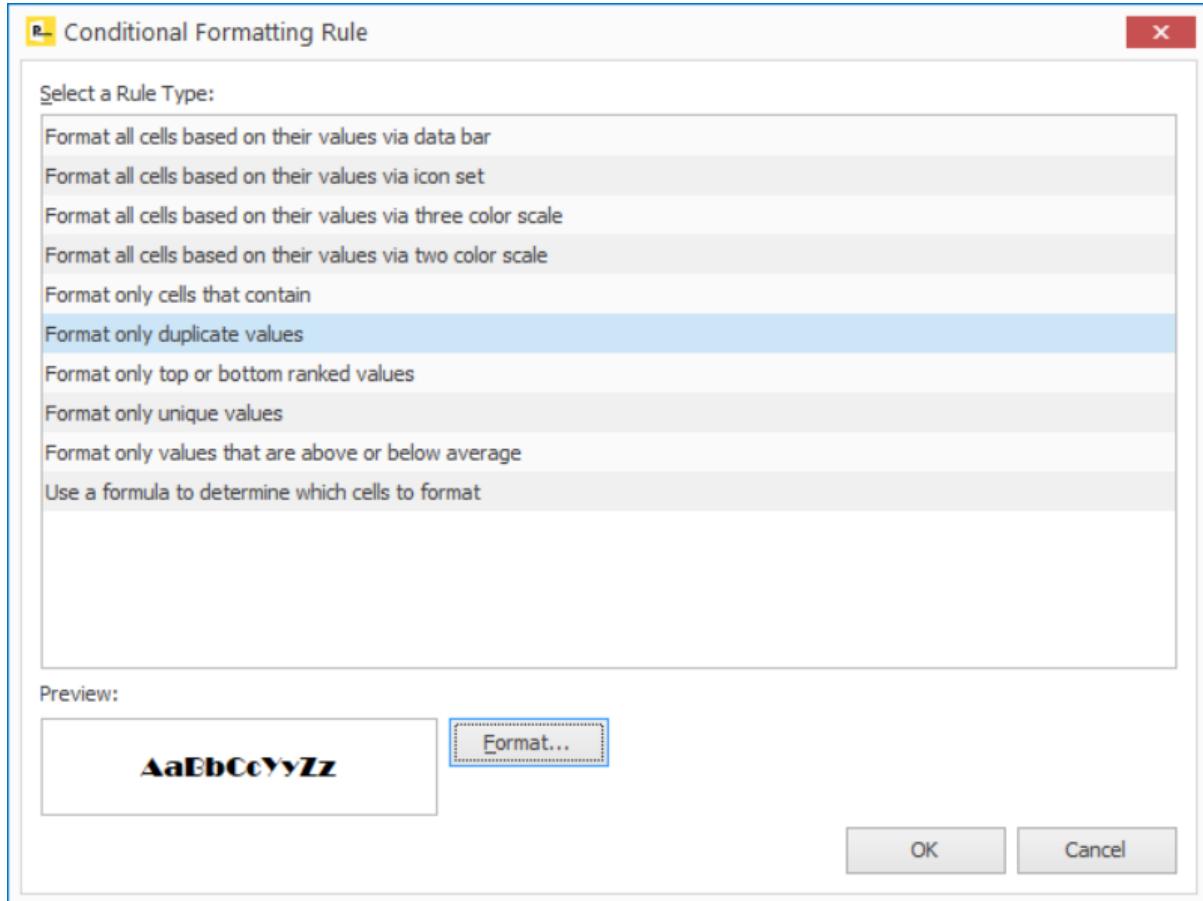 Conditional Formatting Rule
Select a Rule Type:
Format all cells based on their values via data bar
Format all cells based on their values via icon set
Format all cells based on their values via three color scale
Format all cells based on their values via two color scale
Format only cells that contain
Format only duplicate values
Format only top or bottom ranked values
Format only unique values
Format only values that are above or below average
Use a formula to determine which cells to format
Preview:
AaBbCcYyZz
Format...
OK
Cancel